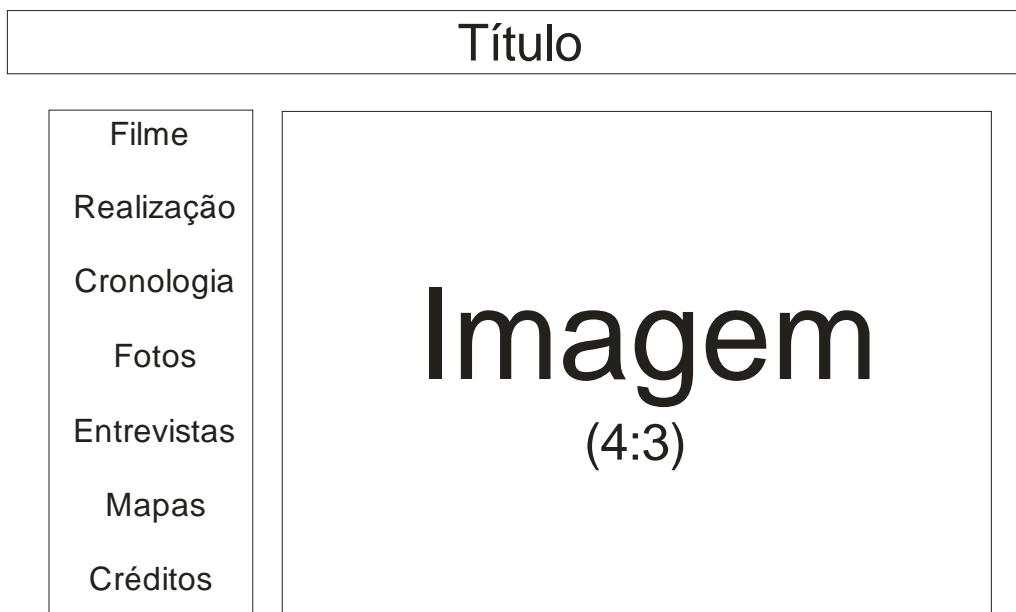 Título
Filme
Realização
Cronologia
Fotos
Entrevistas
Mapas
Créditos
Imagem
(4:3)